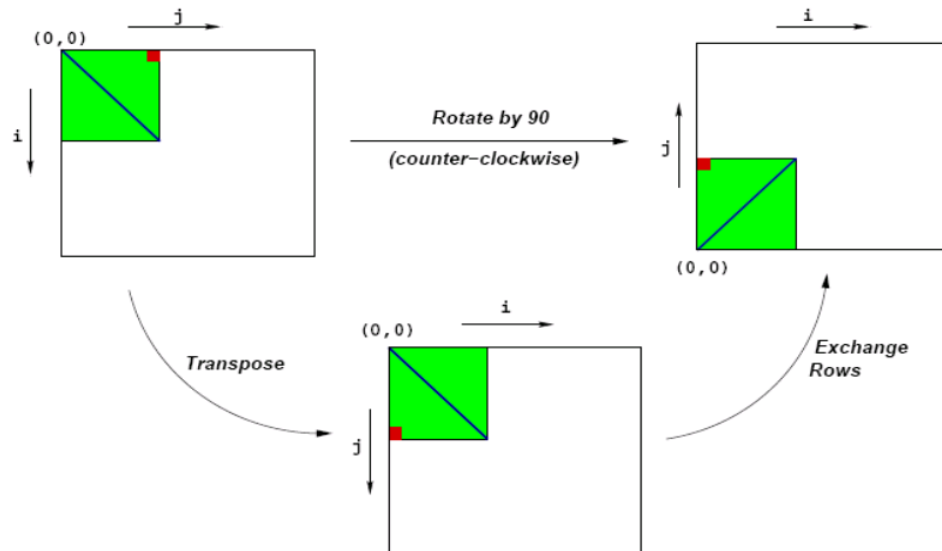 j
(0,0)
i
Rotate by 90
(counter-clockwise)
i
j
(0,0)
Transpose
i
(0,0)
j
Exchange
Rows